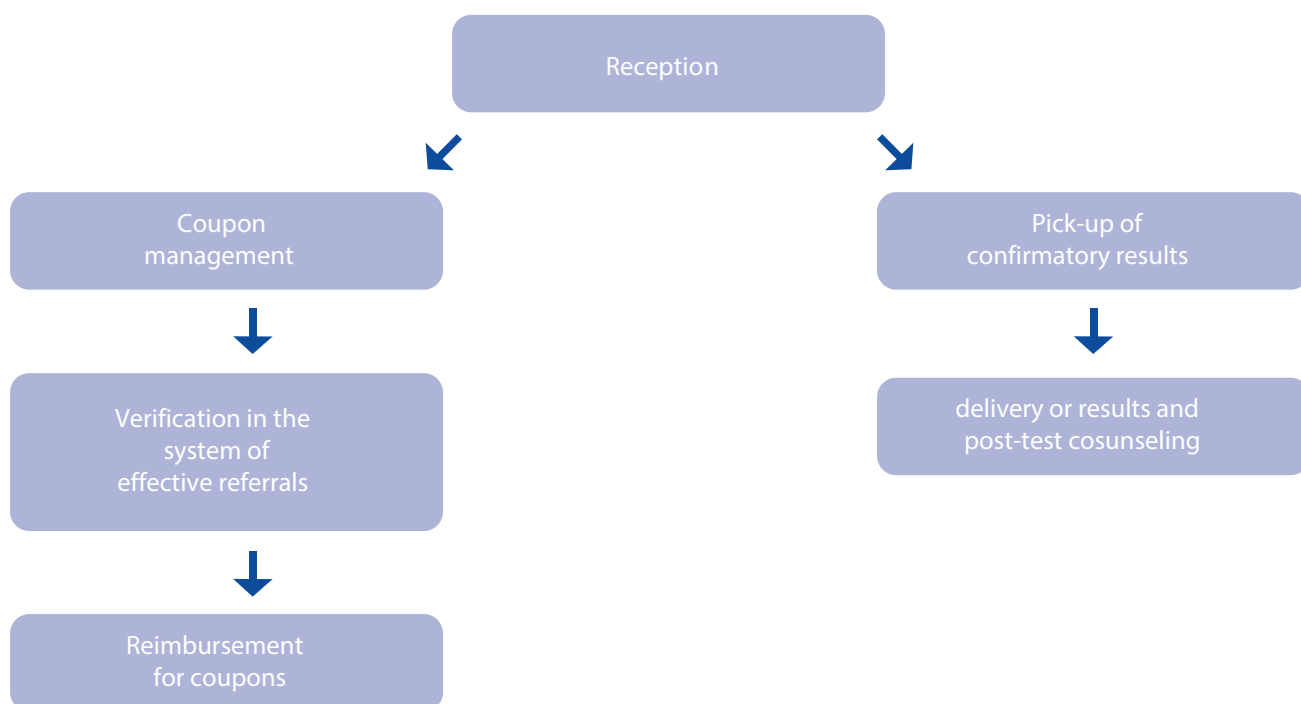 Reception
Coupon
management
Verification in the
system of
effective referrals
Reimbursement
for coupons
Pick-up of
confirmatory results
delivery or results and
post-test cosunseling